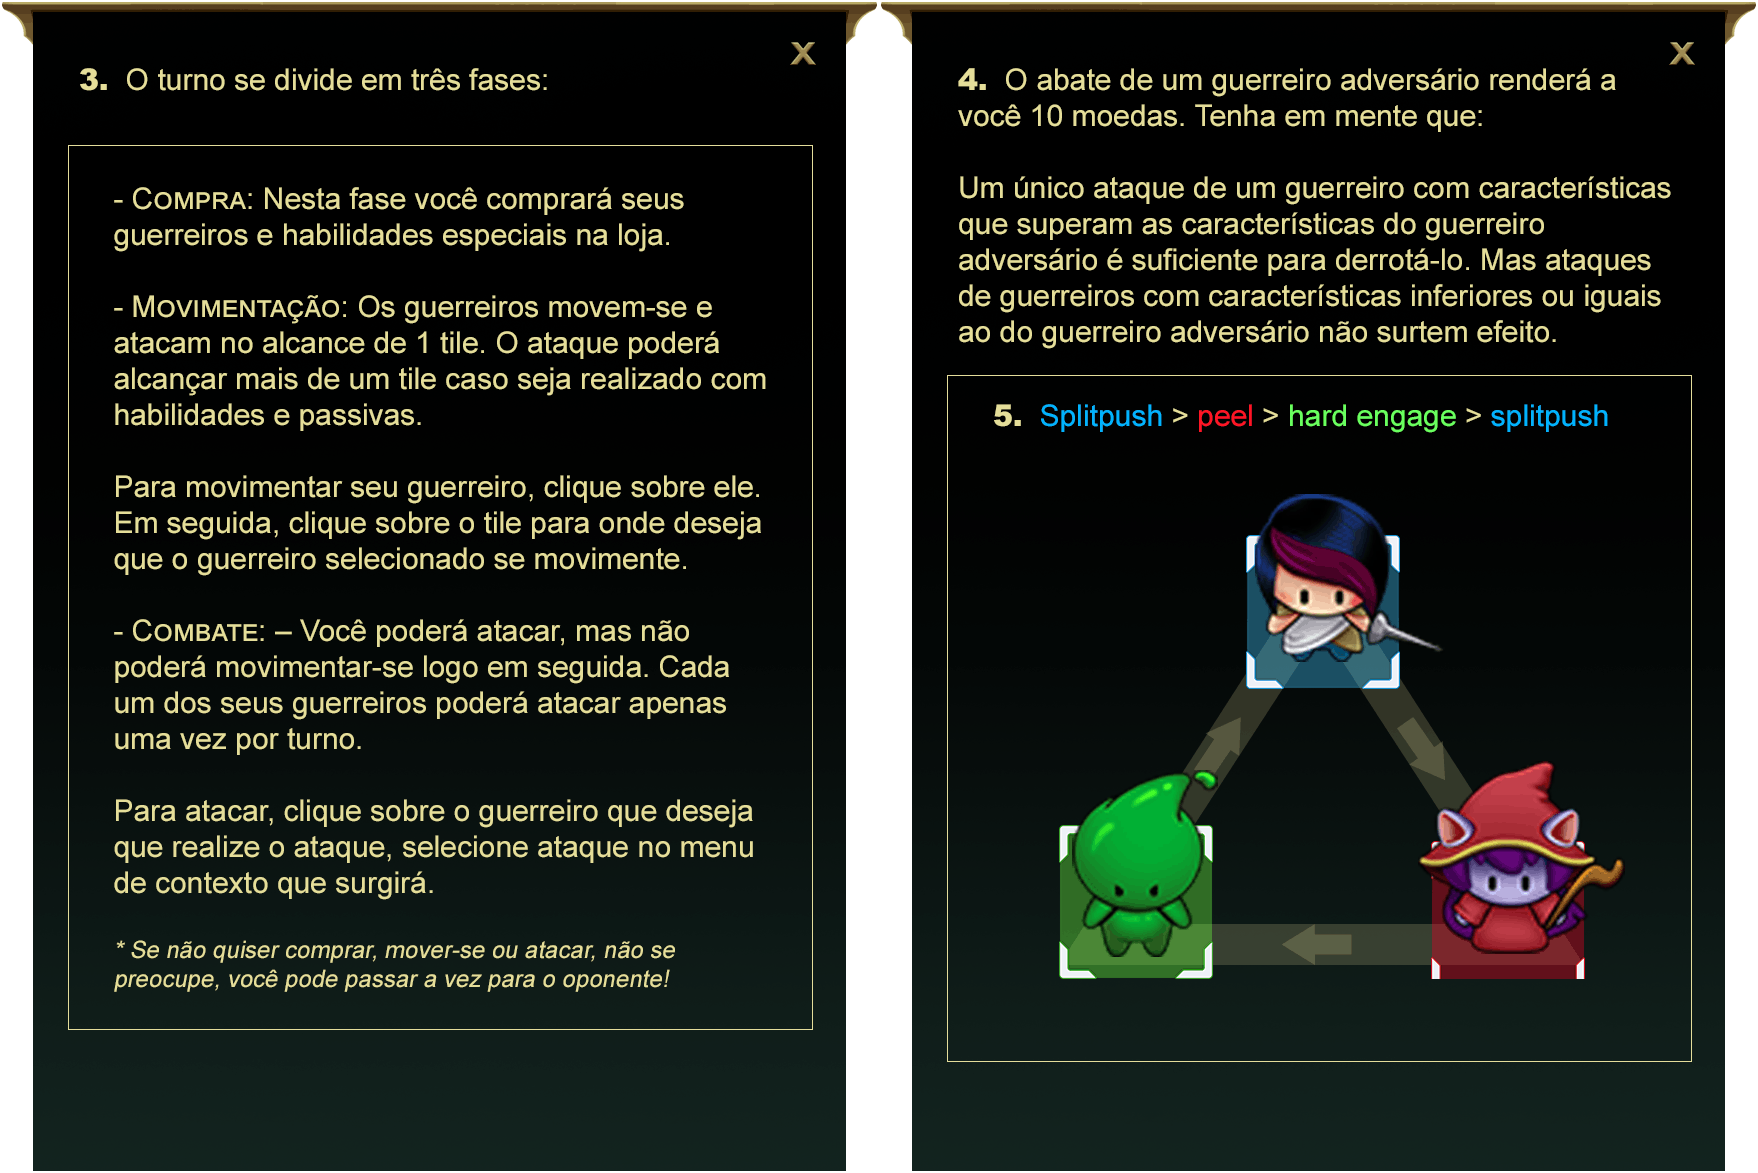 X
3. O turno se divide em três fases:
- COMPRA: Nesta fase você comprará seus
guerreiros e habilidades especiais na loja.
- MOVIMENTAÇÃO: Os guerreiros movem-se e
atacam no alcance de 1 tile. O ataque poderá
alcançar mais de um tile caso seja realizado com
habilidades e passivas.
Para movimentar seu guerreiro, clique sobre ele.
Em seguida, clique sobre o tile para onde deseja
que o guerreiro selecionado se movimente.
- COMBATE: – Você poderá atacar, mas não
poderá movimentar-se logo em seguida. Cada
um dos seus guerreiros poderá atacar apenas
uma vez por turno.
Para atacar, clique sobre o guerreiro que deseja
que realize o ataque, selecione ataque no menu
de contexto que surgirá.
* Se não quiser comprar, mover-se ou atacar, não se
preocupe, você pode passar a vez para o oponente!
X
4. O abate de um guerreiro adversário renderá a
você 10 moedas. Tenha em mente que:
Um único ataque de um guerreiro com características
que superam as características do guerreiro
adversário é suficiente para derrotá-lo. Mas ataques
de guerreiros com características inferiores ou iguais
ao do guerreiro adversário não surtem efeito.
5. Splitpush > peel > hard engage > splitpush